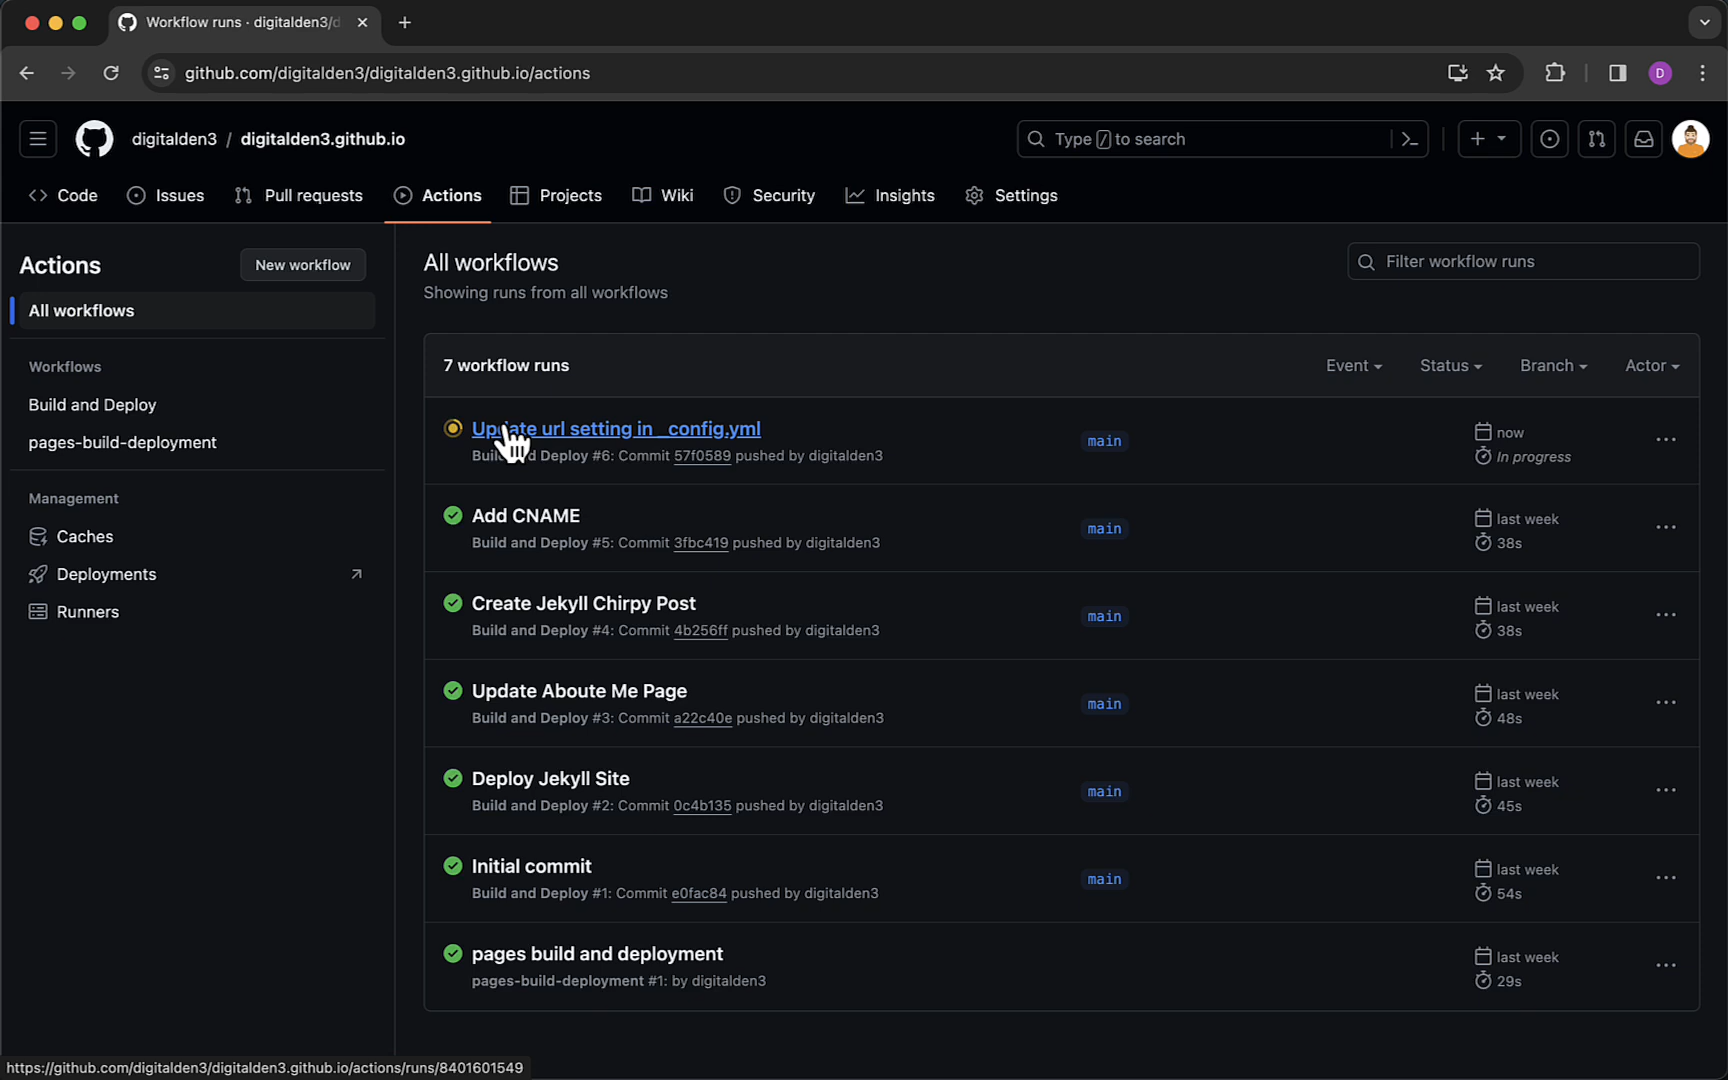 Workflow runs · digitalden3/d
github.com/digitalden3/digitalden3.github.io/actions
D
digitalden3 / digitalden3.github.io
Type / to search
Code
Issues
Pull requests
Actions
Projects
Wiki
Security
Insights
Settings
Actions
New workflow
All workflows
Workflows
Build and Deploy
pages-build-deployment
Management
Caches
Deployments
Runners
All workflows
Showing runs from all workflows
Filter workflow runs
7 workflow runs
Event
Status
Branch
Actor
Update url setting in _config.yml
Deploy #6: Commit 57f0589 pushed by digitalden3
main
now
In progress
Add CNAME
Build and Deploy #5: Commit 3fbc419 pushed by digitalden3
main
last week
38s
Create Jekyll Chirpy Post
Build and Deploy #4: Commit 4b256ff pushed by digitalden3
main
last week
38s
Update Aboute Me Page
Build and Deploy #3: Commit a22c40e pushed by digitalden3
main
last week
48s
Deploy Jekyll Site
Build and Deploy #2: Commit 0c4b135 pushed by digitalden3
main
last week
45s
Initial commit
Build and Deploy #1: Commit e0fac84 pushed by digitalden3
main
last week
54s
pages build and deployment
pages-build-deployment #1: by digitalden3
last week
29s
https://github.com/digitalden3/digitalden3.github.io/actions/runs/8401601549